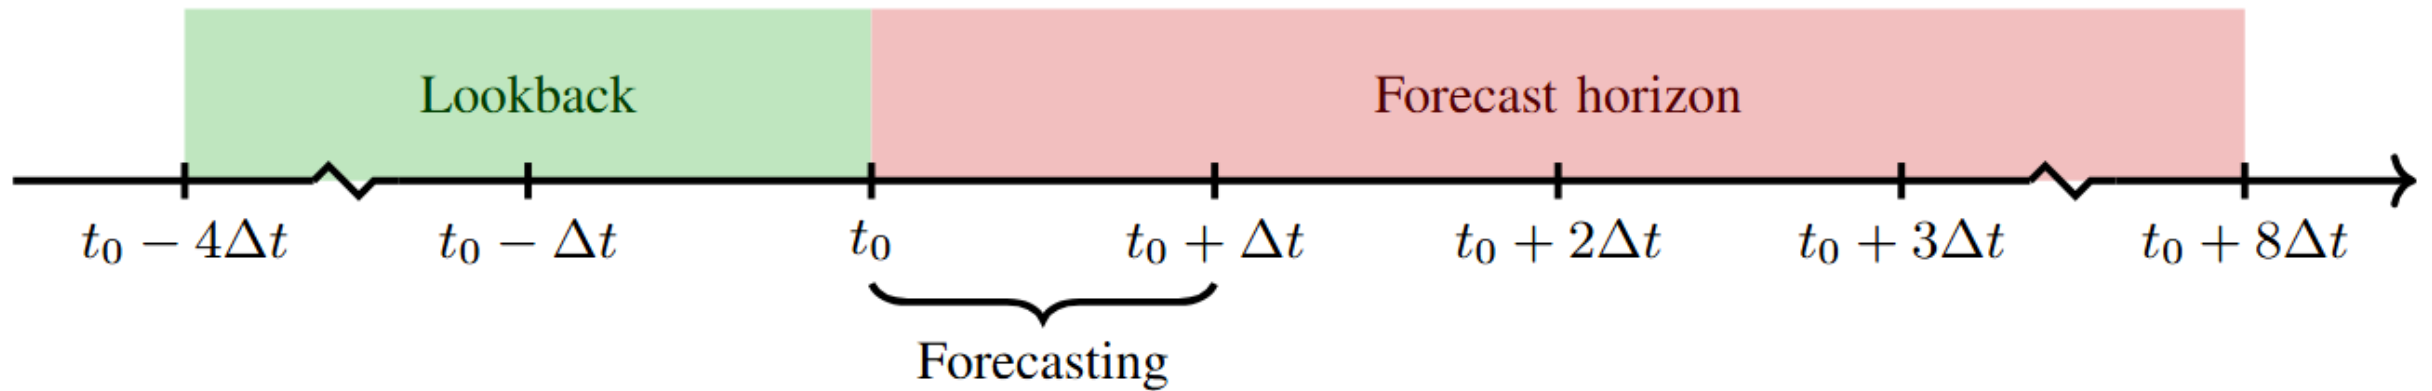 Lookback Forecast horizon
t₀ − 4Δt t₀ − Δt t₀ t₀ + Δt t₀ + 2Δt t₀ + 3Δt t₀ + 8Δt
Forecasting